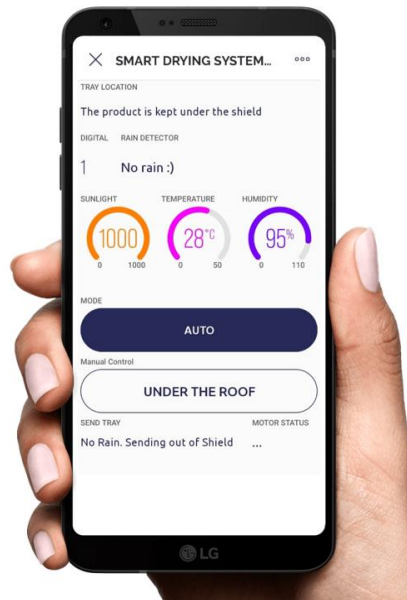 SMART DRYING SYSTEM...
TRAY LOCATION
The product is kept under the shield
DIGITAL RAIN DETECTOR
1 No rain :)
SUNLIGHT TEMPERATURE HUMIDITY
1000 28°C 95%
0 1000 0 50 0 110
MODE
AUTO
Manual Control
UNDER THE ROOF
SEND TRAY MOTOR STATUS
No Rain. Sending out of Shield ...
LG